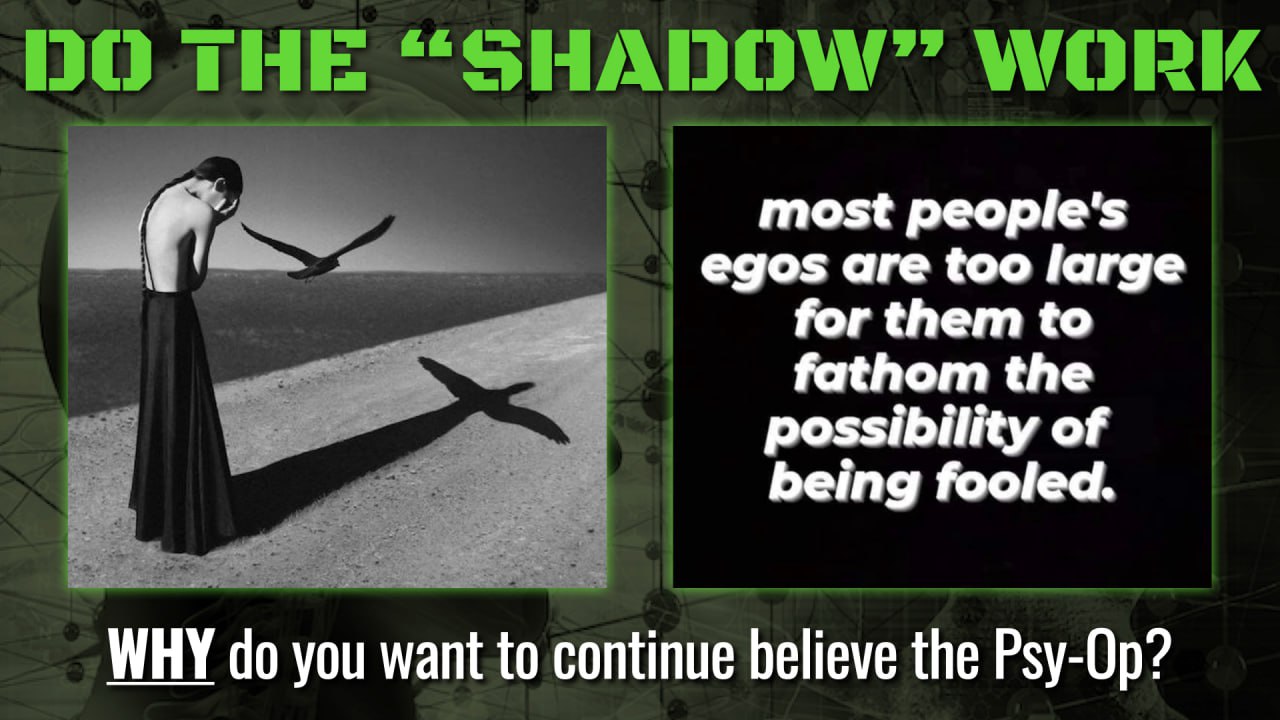 DO THE “SHADOW” WORK
most people's
egos are too large
for them to
fathom the
possibility of
being fooled.
WHY do you want to continue believe the Psy-Op?